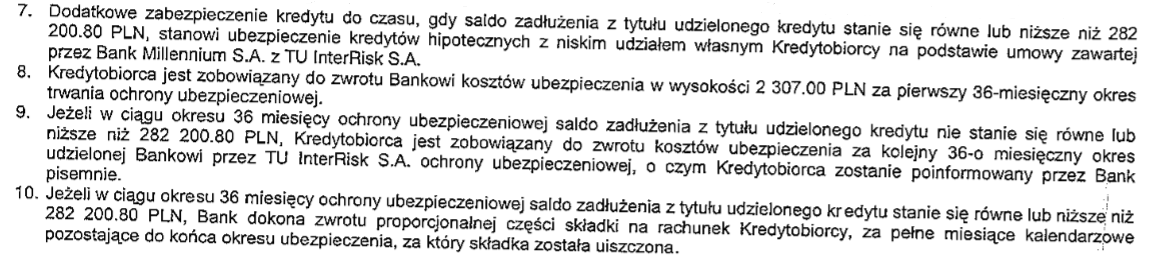 7. Dodatkowe zabezpieczenie kredytu do czasu, gdy saldo zadłużenia z tytułu udzielonego kredytu stanie się równe lub niższe niż 282
200.80 PLN, stanowi ubezpieczenie kredytów hipotecznych z niskim udziałem własnym Kredytobiorcy na podstawie umowy zawartej
przez Bank Millennium S.A. z TU InterRisk S.A.
8. Kredytobiorca jest zobowiązany do zwrotu Bankowi kosztów ubezpieczenia w wysokości 2 307.00 PLN za pierwszy 36-miesięczny okres
trwania ochrony ubezpieczeniowej.
9. Jeżeli w ciągu okresu 36 miesięcy ochrony ubezpieczeniowej saldo zadłużenia z tytułu udzielonego kredytu nie stanie się równe lub
niższe niż 282 200.80 PLN, Kredytobiorca jest zobowiązany do zwrotu kosztów ubezpieczenia za kolejny 36-o miesięczny okres
udzielonej Bankowi przez TU InterRisk S.A. ochrony ubezpieczeniowej, o czym Kredytobiorca zostanie poinformowany przez Bank
pisemnie.
10. Jeżeli w ciągu okresu 36 miesięcy ochrony ubezpieczeniowej saldo zadłużenia z tytułu udzielonego kredytu stanie się równe lub niższe niż
282 200.80 PLN, Bank dokona zwrotu proporcjonalnej części składki na rachunek Kredytobiorcy, za pełne miesiące kalendarzowe
pozostające do końca okresu ubezpieczenia, za który składka została uiszczona.